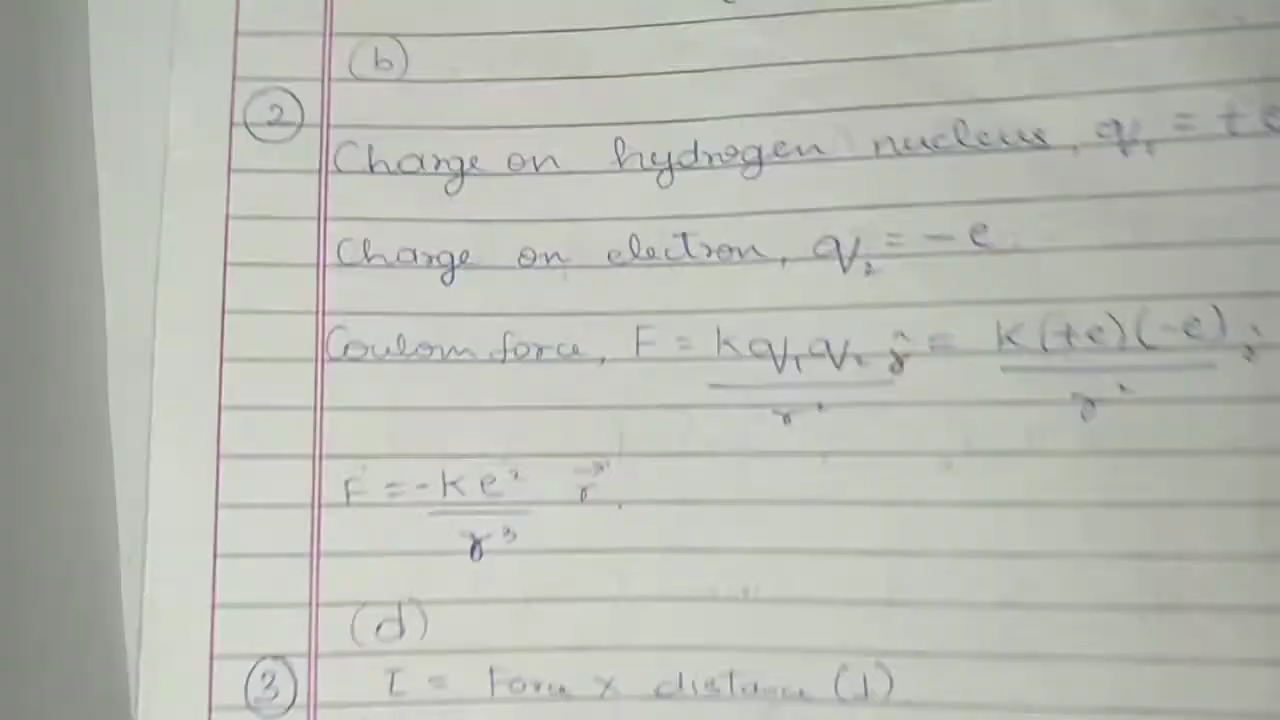 (b)
② Charge on hydrogen nucleus, q₁ = +e
Charge on electron, q₂ = -e
Coulom force, F = kq₁q₂/r² r̂ = K(+e)(-e)/r² r̂
F = -Ke²/r³ r⃗
(d)
③ I = Force × distance (1)